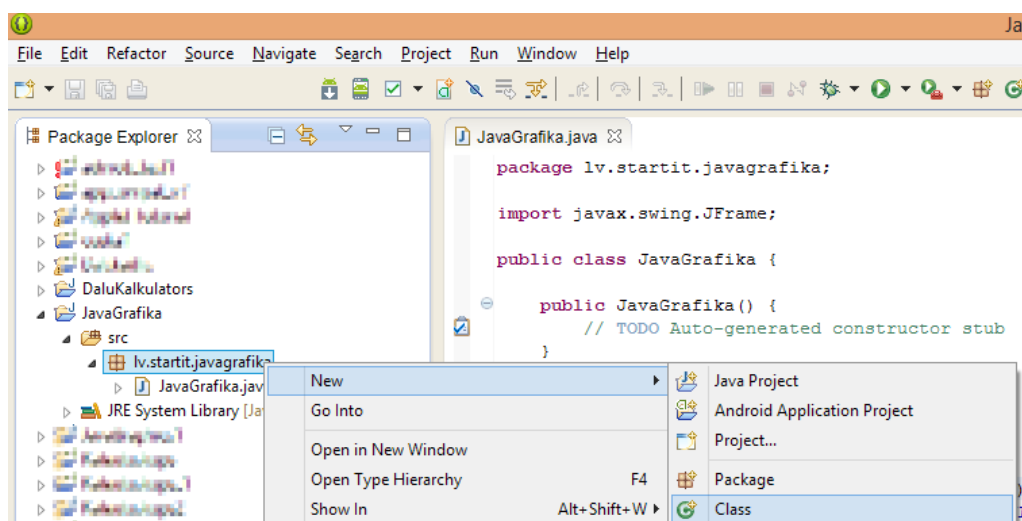 Ja
File Edit Refactor Source Navigate Search Project Run Window Help
Package Explorer
DaluKalkulators
JavaGrafika
src
lv.startit.javagrafika
JavaGrafika.jav
JRE System Library [Ja
JavaGrafika.java
package lv.startit.javagrafika;
import javax.swing.JFrame;
public class JavaGrafika {
public JavaGrafika() {
// TODO Auto-generated constructor stub
}
New
Go Into
Open in New Window
Open Type Hierarchy F4
Show In Alt+Shift+W
Java Project
Android Application Project
Project...
Package
Class